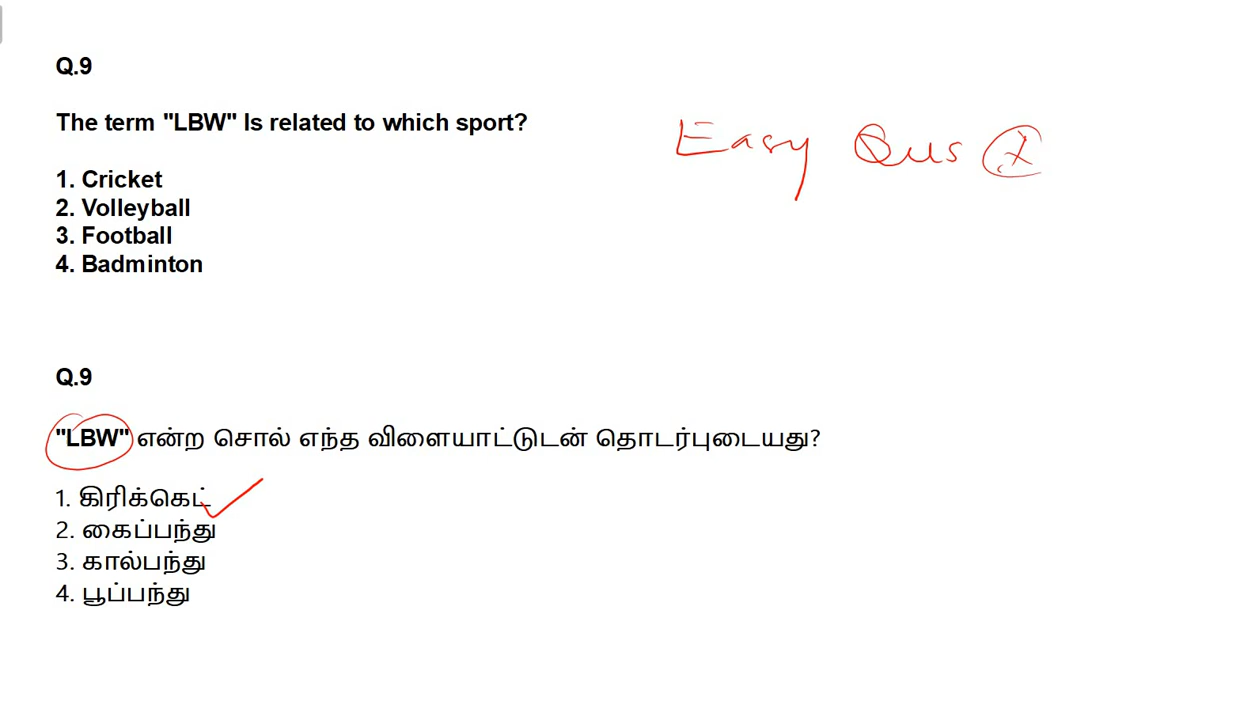 Q.9
The term "LBW" Is related to which sport?
Easy Qus
1. Cricket
2. Volleyball
3. Football
4. Badminton
Q.9
"LBW" என்ற சொல் எந்த விளையாட்டுடன் தொடர்புடையது?
1. கிரிக்கெட்
2. கைப்பந்து
3. கால்பந்து
4. பூப்பந்து